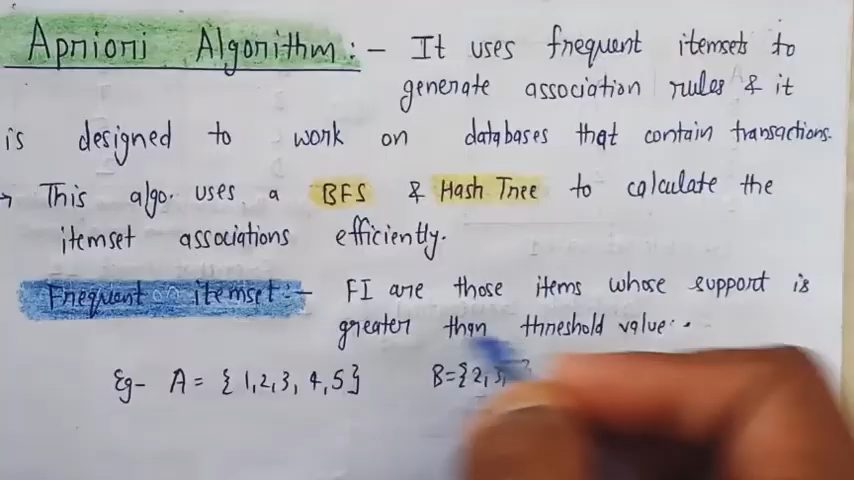 Apriori Algorithm:- It uses frequent itemsets to
generate association rules & it
is designed to work on databases that contain transactions.
→ This algo. uses a BFS & Hash Tree to calculate the
itemset associations efficiently.
Frequent itemset:- FI are those items whose support is
greater than threshold value.
Eg- A = {1,2,3,4,5} B={2,3,